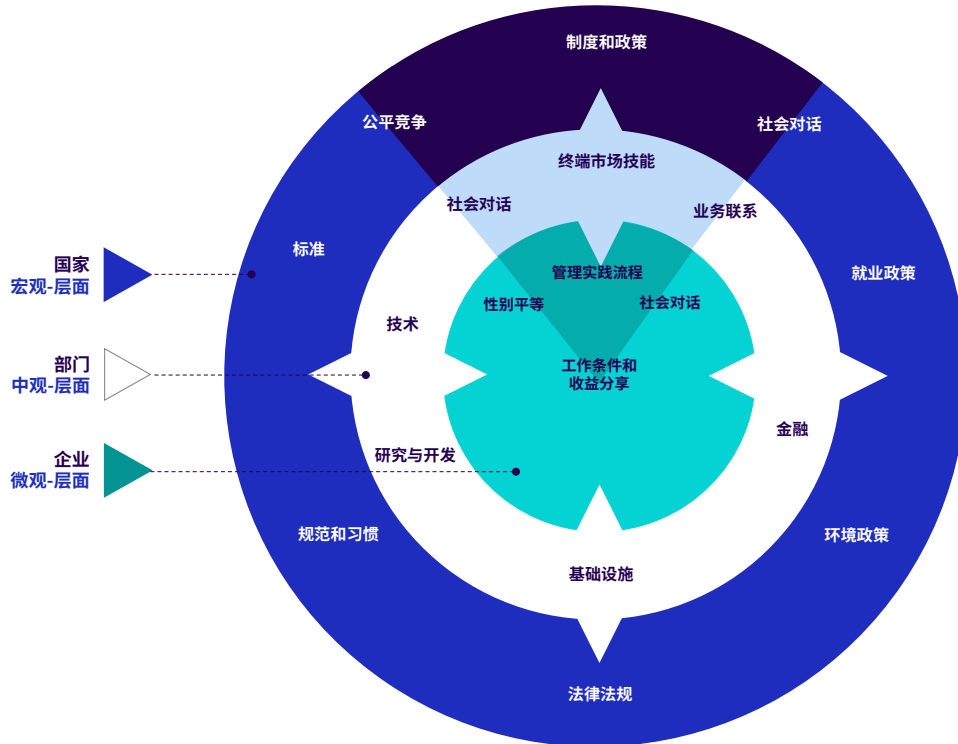 制度和政策
公平竞争
社会对话
终端市场技能
社会对话
业务联系
标准
国家
宏观-层面
管理实践流程
就业政策
性别平等
社会对话
技术
部门
中观-层面
工作条件和
收益分享
金融
研究与开发
企业
微观-层面
规范和习惯
环境政策
基础设施
法律法规